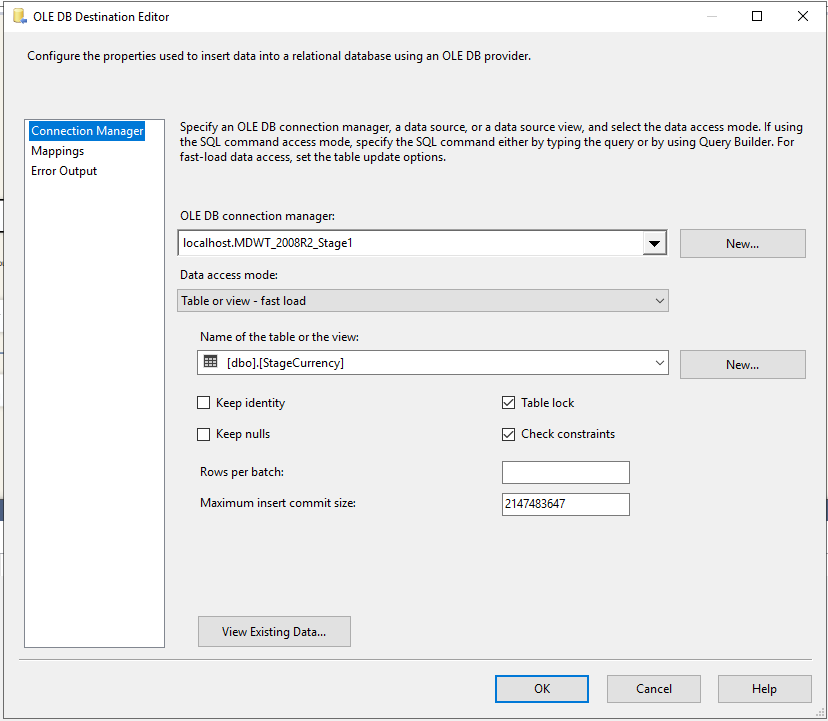 OLE DB Destination Editor
Configure the properties used to insert data into a relational database using an OLE DB provider.
Connection Manager
Mappings
Error Output
Specify an OLE DB connection manager, a data source, or a data source view, and select the data access mode. If using
the SQL command access mode, specify the SQL command either by typing the query or by using Query Builder. For
fast-load data access, set the table update options.
OLE DB connection manager:
localhost.MDWT_2008R2_Stage1
New...
Data access mode:
Table or view - fast load
Name of the table or the view:
[dbo].[StageCurrency]
New...
Keep identity
Table lock
Keep nulls
Check constraints
Rows per batch:
Maximum insert commit size:
2147483647
View Existing Data...
OK
Cancel
Help